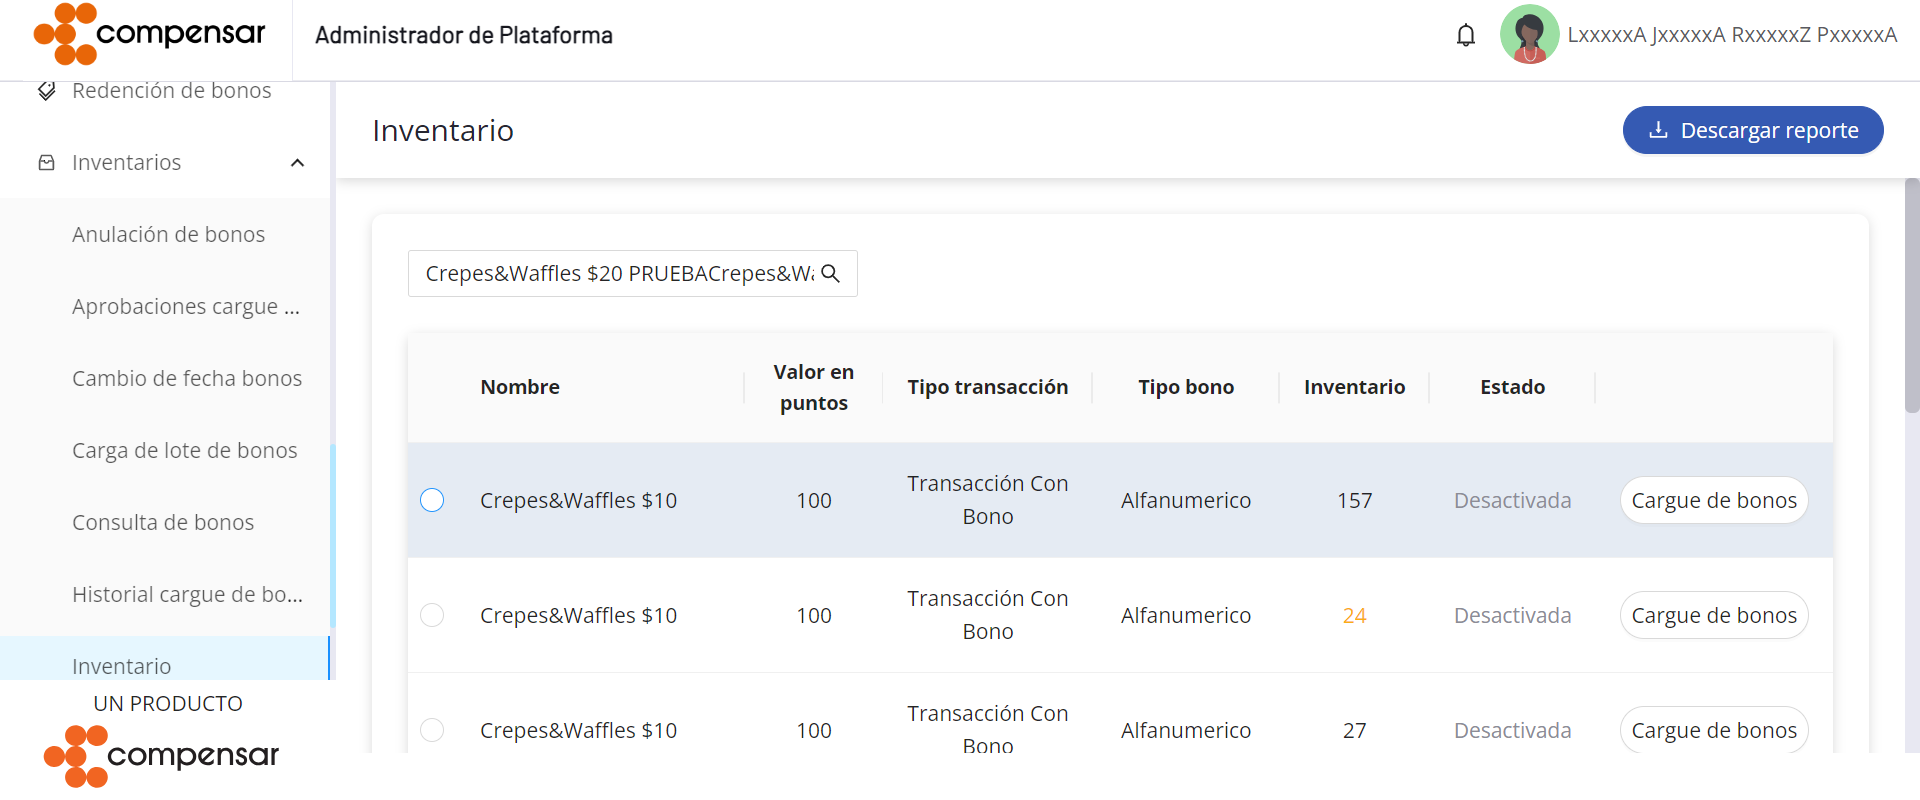 compensar
Administrador de Plataforma
LxxxxxA JxxxxxA RxxxxxZ PxxxxxA
Redención de bonos
Inventarios
Anulación de bonos
Aprobaciones cargue ...
Cambio de fecha bonos
Carga de lote de bonos
Consulta de bonos
Historial cargue de bo...
Inventario
UN PRODUCTO
compensar
Inventario
Descargar reporte
Crepes&Waffles $20 PRUEBACrepes&Wa
Nombre
Valor en
puntos
Tipo transacción
Tipo bono
Inventario
Estado
Crepes&Waffles $10
100
Transacción Con
Bono
Alfanumerico
157
Desactivada
Cargue de bonos
Crepes&Waffles $10
100
Transacción Con
Bono
Alfanumerico
24
Desactivada
Cargue de bonos
Crepes&Waffles $10
100
Transacción Con
Bono
Alfanumerico
27
Desactivada
Cargue de bonos